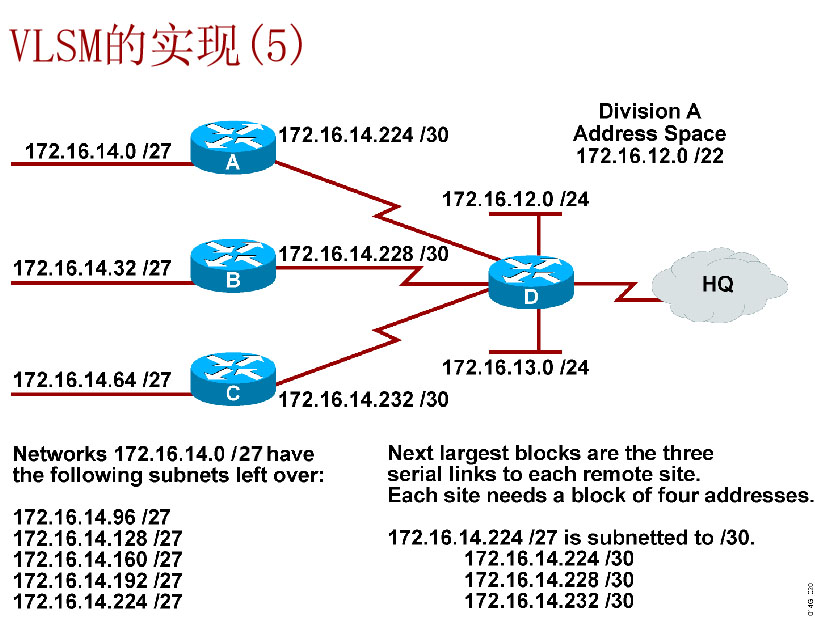 VLSM的实现(5)
Division A
Address Space
172.16.12.0 /22
172.16.14.0 /27
A
172.16.14.224 /30
172.16.12.0 /24
172.16.14.32 /27
B
172.16.14.228 /30
D
HQ
172.16.14.64 /27
C
172.16.14.232 /30
172.16.13.0 /24
Networks 172.16.14.0 /27 have
the following subnets left over:
172.16.14.96 /27
172.16.14.128 /27
172.16.14.160 /27
172.16.14.192 /27
172.16.14.224 /27
Next largest blocks are the three
serial links to each remote site.
Each site needs a block of four addresses.
172.16.14.224 /27 is subnetted to /30.
172.16.14.224 /30
172.16.14.228 /30
172.16.14.232 /30